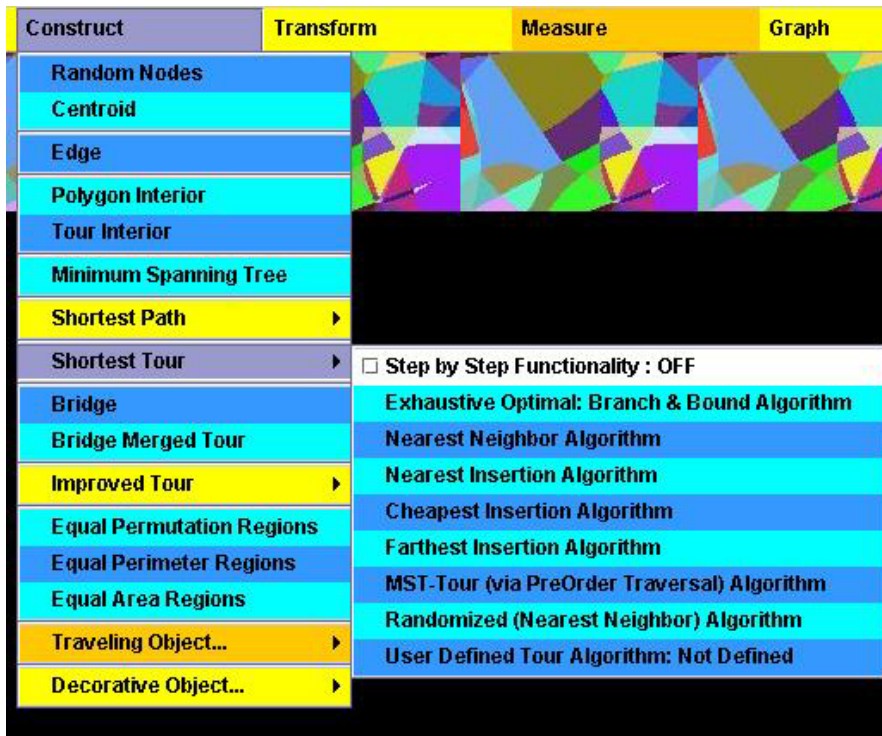 Construct Transform Measure Graph
Random Nodes
Centroid
Edge
Polygon Interior
Tour Interior
Minimum Spanning Tree
Shortest Path
Shortest Tour
Bridge
Bridge Merged Tour
Improved Tour
Equal Permutation Regions
Equal Perimeter Regions
Equal Area Regions
Traveling Object...
Decorative Object...
Step by Step Functionality : OFF
Exhaustive Optimal: Branch & Bound Algorithm
Nearest Neighbor Algorithm
Nearest Insertion Algorithm
Cheapest Insertion Algorithm
Farthest Insertion Algorithm
MST-Tour (via PreOrder Traversal) Algorithm
Randomized (Nearest Neighbor) Algorithm
User Defined Tour Algorithm: Not Defined